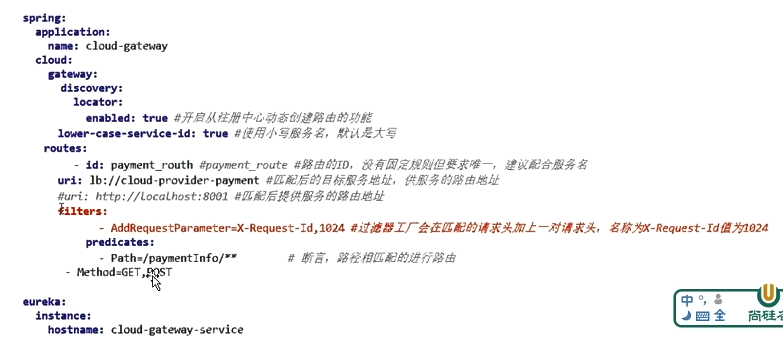 spring:
application:
name: cloud-gateway
cloud:
gateway:
discovery:
locator:
enabled: true #开启从注册中心动态创建路由的功能
lower-case-service-id: true #使用小写服务名，默认是大写
routes:
- id: payment_routh #payment_route #路由的ID，没有固定规则但要求唯一，建议配合服务名
uri: lb://cloud-provider-payment #匹配后的目标服务地址，供服务的路由地址
#uri: http://localhost:8001 #匹配后提供服务的路由地址
filters:
- AddRequestParameter=X-Request-Id,1024 #过滤器工厂会在匹配的请求头加上一对请求头，名称为X-Request-Id值为1024
predicates:
- Path=/paymentInfo/** # 断言，路径相匹配的进行路由
- Method=GET,POST
eureka:
instance:
hostname: cloud-gateway-service
中
全
尚硅